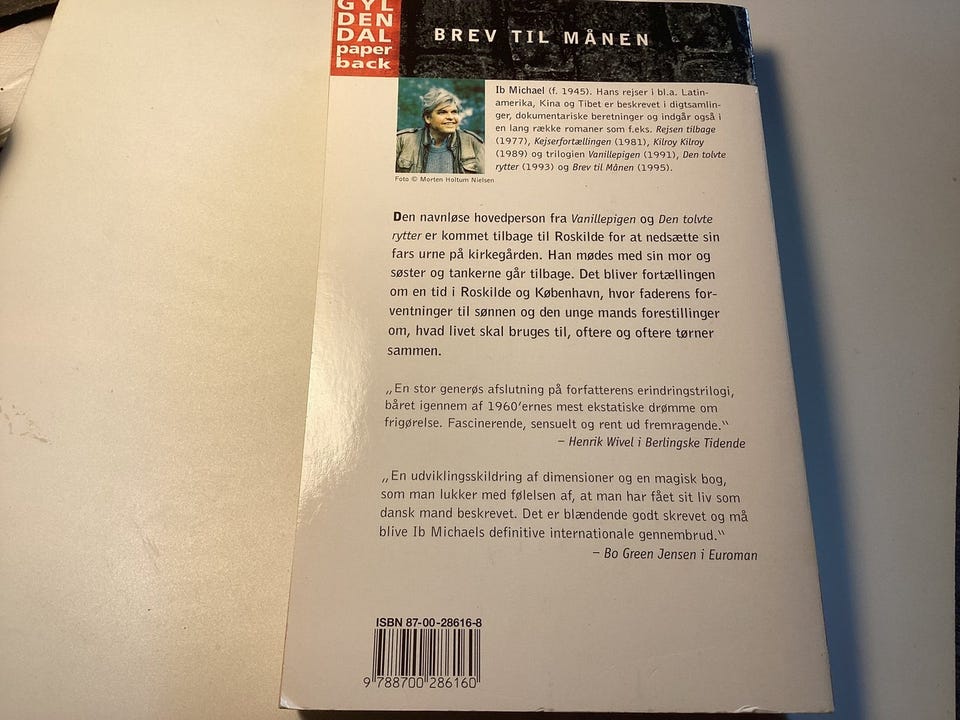 GYL
DEN
DAL
paper
back
BREV TIL MÅNEN
Ib Michael (f. 1945). Hans rejser i bl.a. Latin-
amerika, Kina og Tibet er beskrevet i digtsamlin-
ger, dokumentariske beretninger og indgår også i
en lang række romaner som f.eks. Rejsen tilbage
(1977), Kejserfortællingen (1981), Kilroy Kilroy
(1989) og trilogien Vanillepigen (1991), Den tolvte
rytter (1993) og Brev til Månen (1995).
Foto © Morten Holtum Nielsen
Den navnløse hovedperson fra Vanillepigen og Den tolvte
rytter er kommet tilbage til Roskilde for at nedsætte sin
fars urne på kirkegården. Han mødes med sin mor og
søster og tankerne går tilbage. Det bliver fortællingen
om en tid i Roskilde og København, hvor faderens for-
ventninger til sønnen og den unge mands forestillinger
om, hvad livet skal bruges til, oftere og oftere tørner
sammen.
„En stor generøs afslutning på forfatterens erindringstrilogi,
båret igennem af 1960'ernes mest ekstatiske drømme om
frigørelse. Fascinerende, sensuelt og rent ud fremragende.“
– Henrik Wivel i Berlingske Tidende
„En udviklingsskildring af dimensioner og en magisk bog,
som man lukker med følelsen af, at man har fået sit liv som
dansk mand beskrevet. Det er blændende godt skrevet og må
blive Ib Michaels definitive internationale gennembrud.“
– Bo Green Jensen i Euroman
ISBN 87-00-28616-8
9 788700 286160